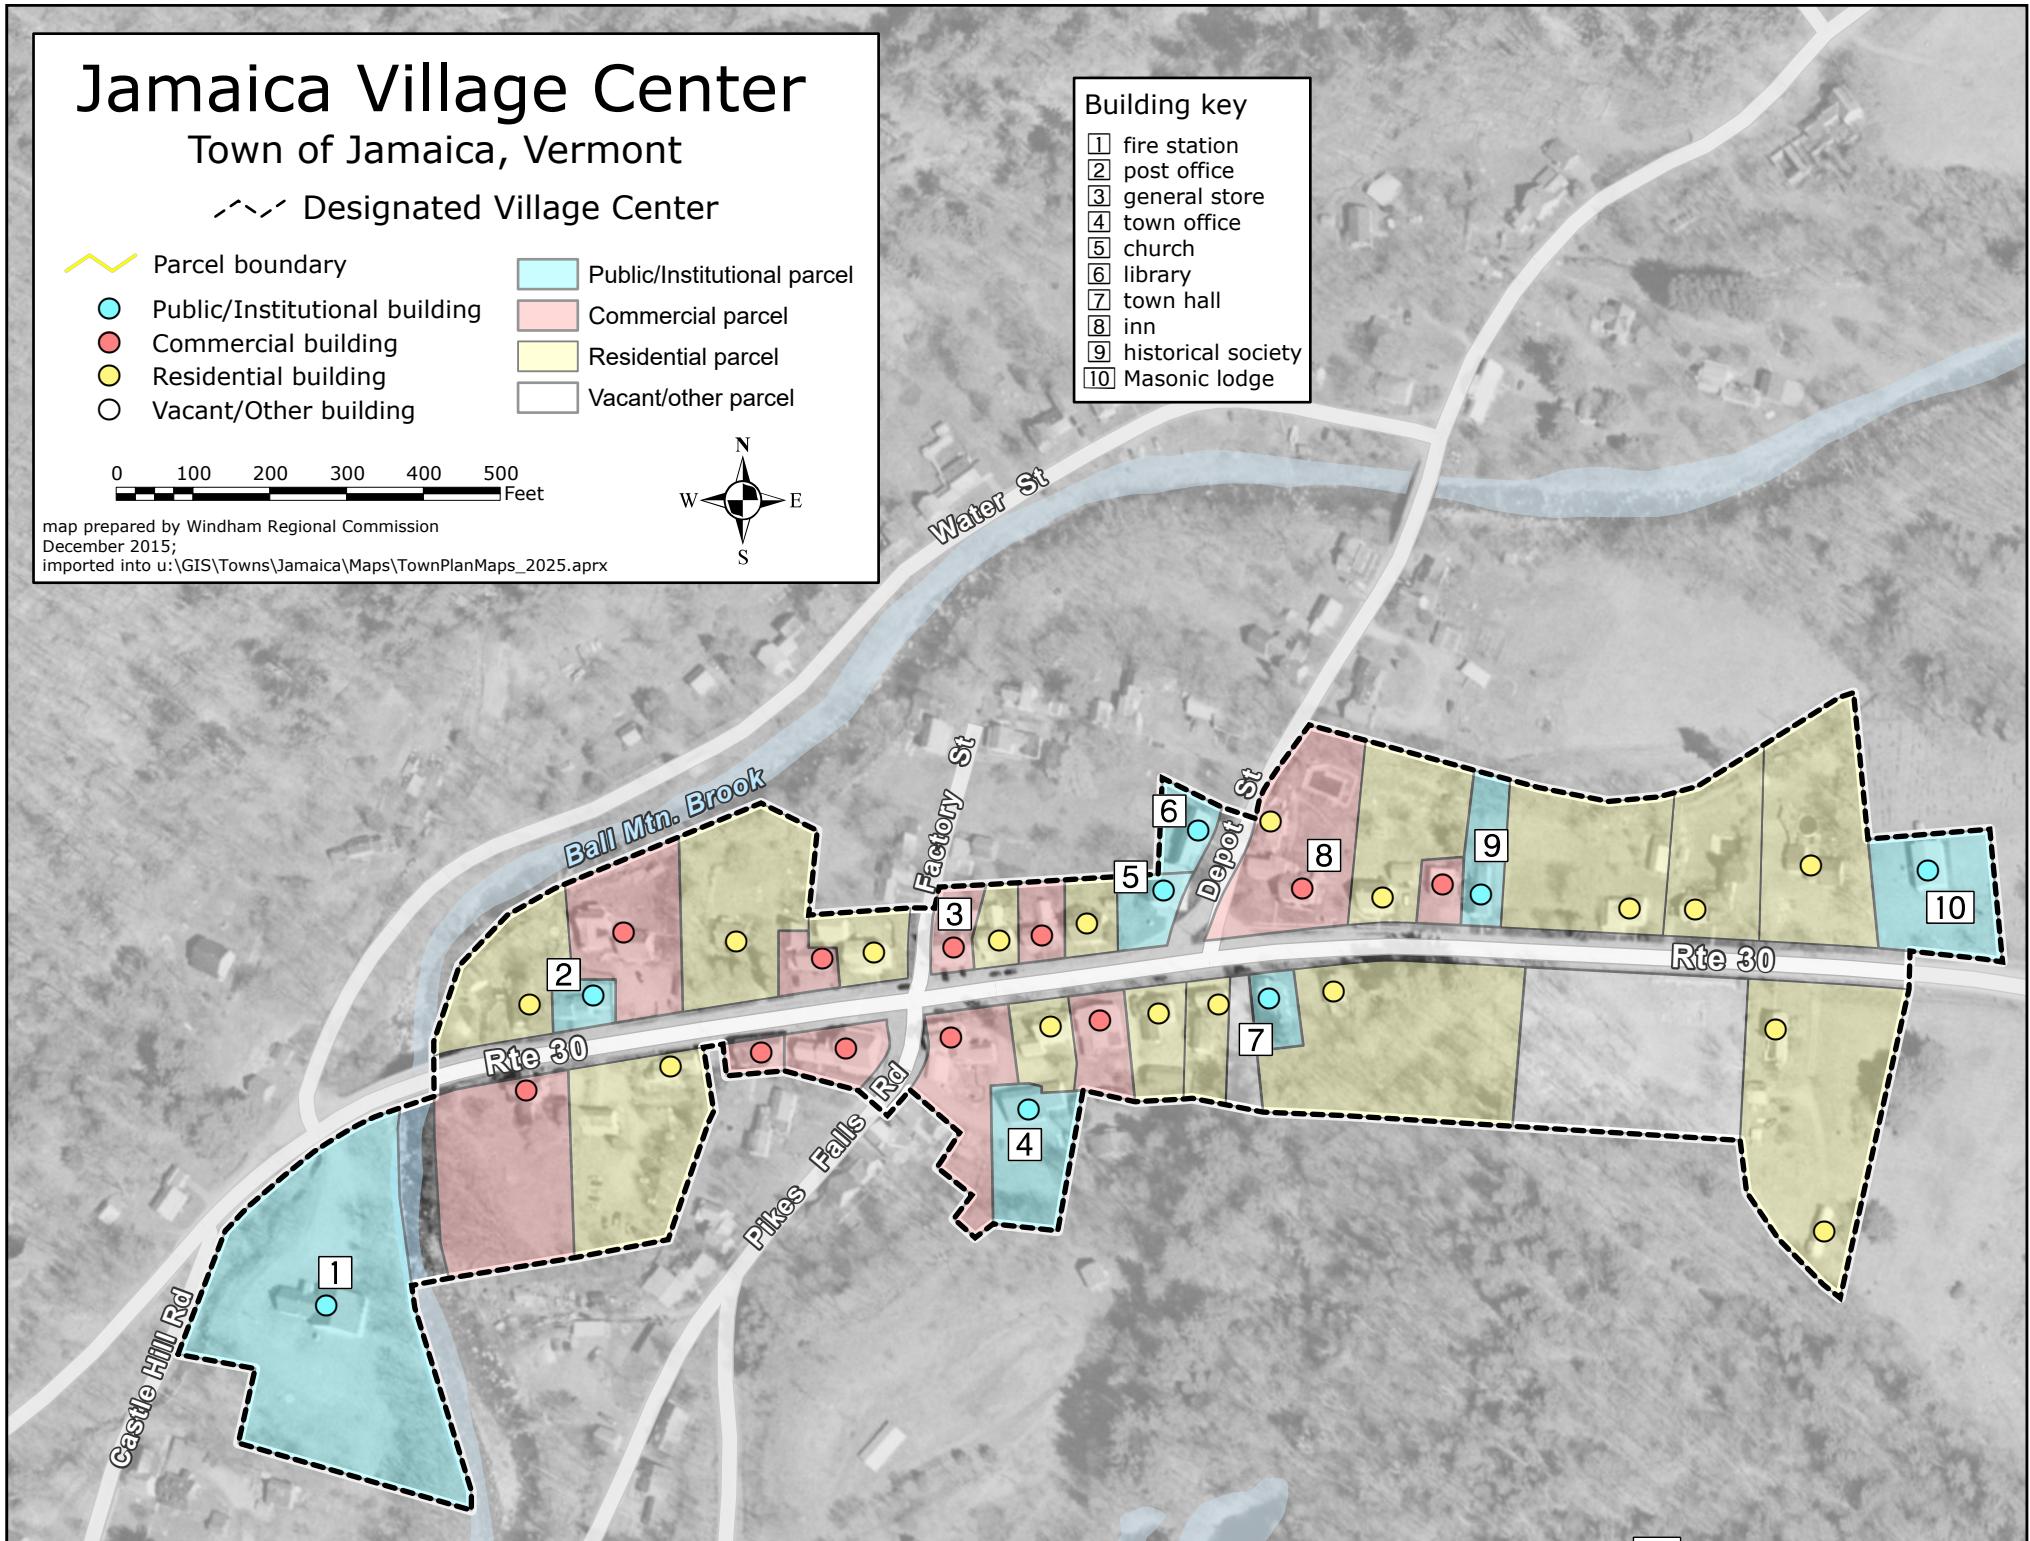 Jamaica Village Center
Town of Jamaica, Vermont
Designated Village Center
Parcel boundary
Public/Institutional building
Commercial building
Residential building
Vacant/Other building
Public/Institutional parcel
Commercial parcel
Residential parcel
Vacant/other parcel
0 100 200 300 400 500
Feet
N
W E
S
map prepared by Windham Regional Commission
December 2015;
imported into u:\GIS\Towns\Jamaica\Maps\TownPlanMaps_2025.aprx
Building key
1 fire station
2 post office
3 general store
4 town office
5 church
6 library
7 town hall
8 inn
9 historical society
10 Masonic lodge
Water St
Ball Mtn. Brook
Factory St
Depot St
6
5
8
9
3
10
2
Rte 30
Rte 30
7
4
Pikes Falls Rd
1
Castle Hill Rd